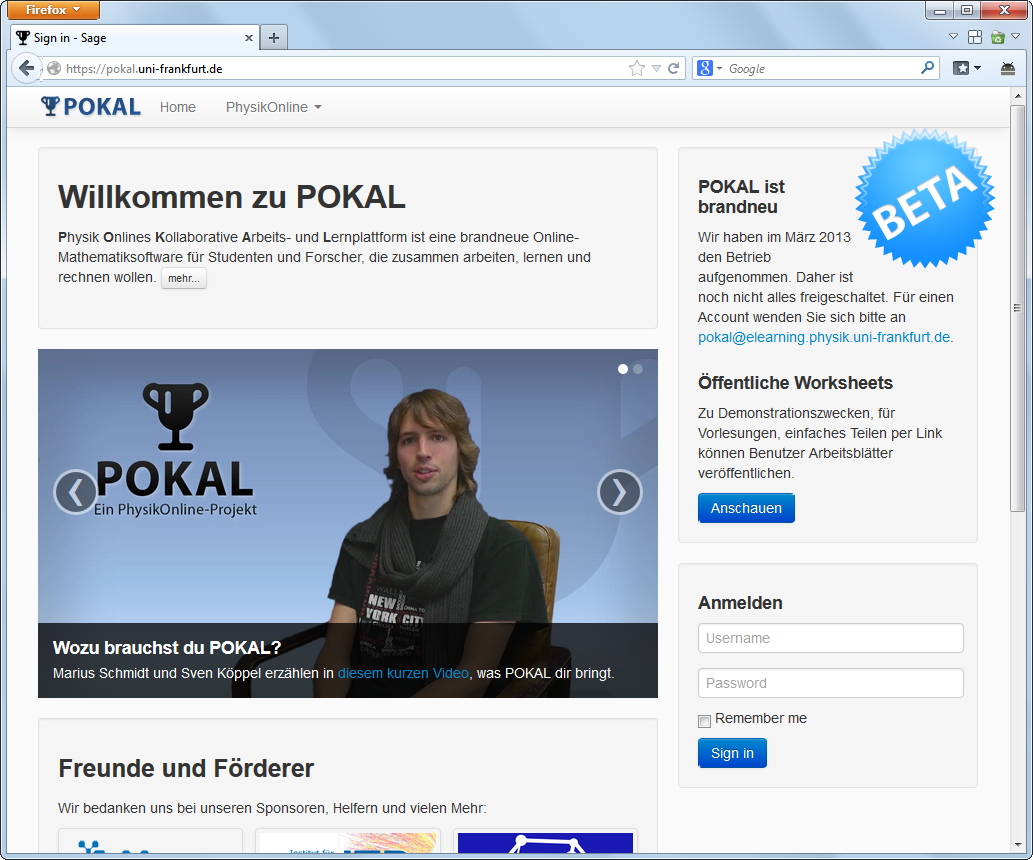 Firefox
Sign in - Sage
https://pokal.uni-frankfurt.de
Google
POKAL
Home
PhysikOnline
Willkommen zu POKAL
Physik Onlines Kollaborative Arbeits- und Lernplattform ist eine brandneue Online-
Mathematiksoftware für Studenten und Forscher, die zusammen arbeiten, lernen und
rechnen wollen. mehr...
POKAL
Ein PhysikOnline-Projekt
NEW
YORK CITY
Wozu brauchst du POKAL?
Marius Schmidt und Sven Köppel erzählen in diesem kurzen Video, was POKAL dir bringt.
Freunde und Förderer
Wir bedanken uns bei unseren Sponsoren, Helfern und vielen Mehr:
Institut für
BETA
POKAL ist
brandneu
Wir haben im März 2013
den Betrieb
aufgenommen. Daher ist
noch nicht alles freigeschaltet. Für einen
Account wenden Sie sich bitte an
pokal@elearning.physik.uni-frankfurt.de.
Öffentliche Worksheets
Zu Demonstrationszwecken, für
Vorlesungen, einfaches Teilen per Link
können Benutzer Arbeitsblätter
veröffentlichen.
Anschauen
Anmelden
Username
Password
Remember me
Sign in